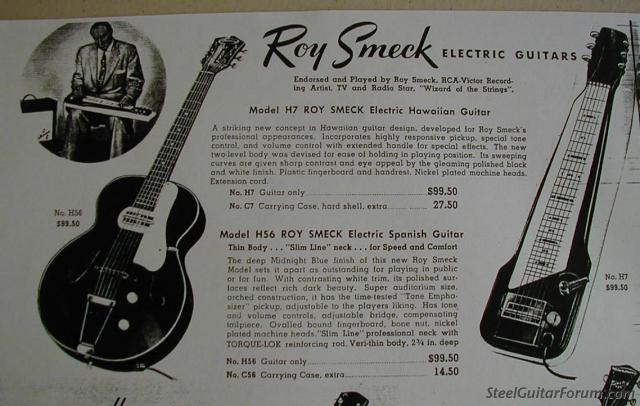 Roy Smeck ELECTRIC GUITARS
Endorsed and Played by Roy Smeck, RCA-Victor Record-
ing Artist, TV and Radio Star, "Wizard of the Strings".
Model H7 ROY SMECK Electric Hawaiian Guitar
A striking new concept in Hawaiian guitar design, developed for Roy Smeck's
professional appearances. Incorporates highly responsive pickup, special tone
control, and volume control with extended handle for special effects. The new
two-level body was devised for ease of holding in playing position. Its sweeping
curves are given sharp contrast and eye appeal by the gleaming polished black
and white finish. Plastic fingerboard and handrest. Nickel plated machine heads.
Extension cord.
No. H7 Guitar only $99.50
No. C7 Carrying Case, hard shell, extra 27.50
Model H56 ROY SMECK Electric Spanish Guitar
Thin Body . . . "Slim Line" neck . . . for Speed and Comfort
The deep Midnight Blue finish of this new Roy Smeck
Model sets it apart as outstanding for playing in public
or for fun. With contrasting white trim, its polished sur-
faces reflect rich dark beauty. Super auditorium size,
arched construction, it has the time-tested "Tone Empha-
sizer" pickup, adjustable to the players liking. Has tone
and volume controls, adjustable bridge, compensating
tailpiece. Ovalled bound fingerboard, bone nut, nickel
plated machine heads. "Slim Line" professional neck with
TORQUE-LOK reinforcing rod. Veri-thin body, 2¾ in. deep
No. H56 Guitar only $99.50
No. C56 Carrying Case, extra 14.50
No. H56
$99.50
No. H7
$99.50
SteelGuitarForum.com